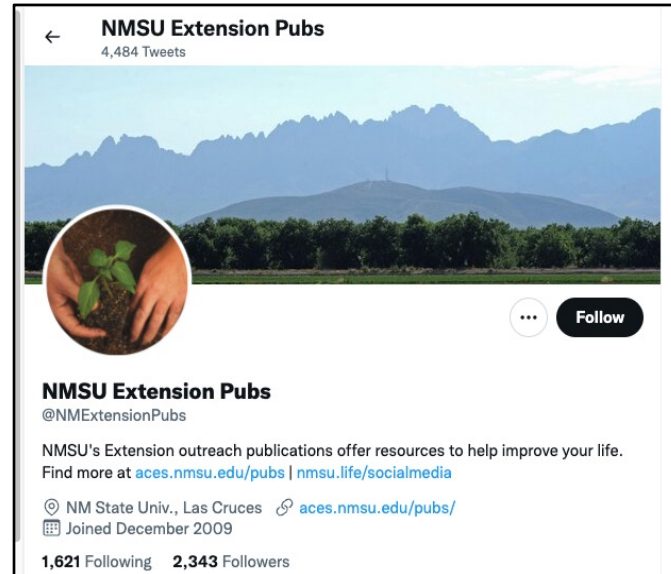 NMSU Extension Pubs
4,484 Tweets
Follow
NMSU Extension Pubs
@NMExtensionPubs
NMSU's Extension outreach publications offer resources to help improve your life.
Find more at aces.nmsu.edu/pubs | nmsu.life/socialmedia
NM State Univ., Las Cruces aces.nmsu.edu/pubs/
Joined December 2009
1,621 Following 2,343 Followers